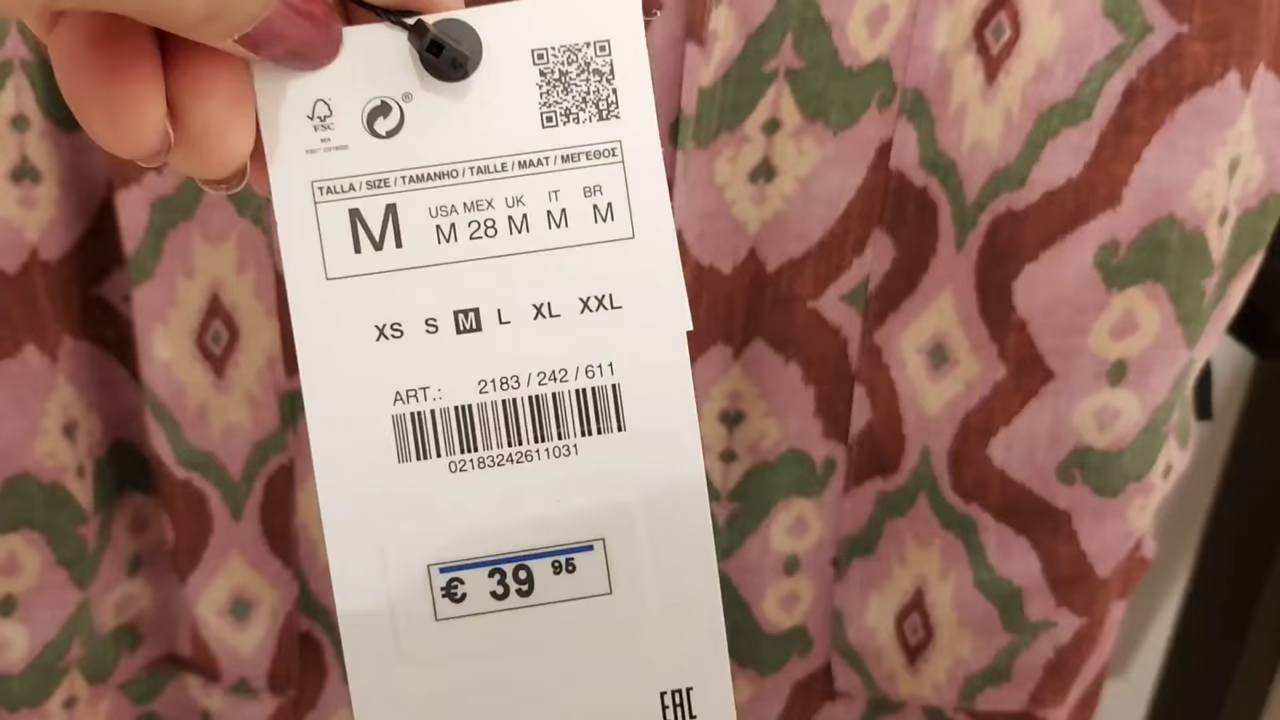 FSC
MIX
®
TALLA / SIZE / TAMANHO / TAILLE / MAAT / ΜΕΓΕΘΟΣ
M
USA MEX UK IT BR
M 28 M M M
XS S M L XL XXL
ART.: 2183 / 242 / 611
02183242611031
€ 39 95
EAC